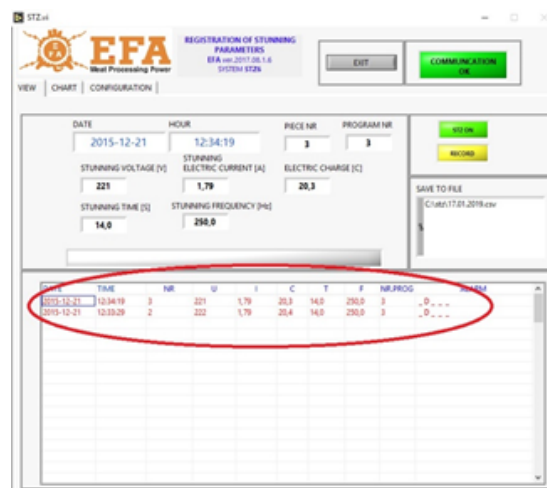 STZ.vi
EFA
Meat Processing Power
REGISTRATION OF STUNNING
PARAMETERS
EFA ver.2017.08.1.6
SYSTEM STZ6
EXIT
COMMUNICATION
OK
VIEW CHART CONFIGURATION
DATE HOUR PIECE NR PROGRAM NR
2015-12-21 12:34:19 3 3
STUNNING VOLTAGE [V] STUNNING ELECTRIC CURRENT [A] ELECTRIC CHARGE [C]
221 1,79 20,3
STUNNING TIME [S] STUNNING FREQUENCY [Hz]
14,0 250,0
STZ ON
RECORD
SAVE TO FILE
C:\stz\17.01.2019.csv
DATE TIME NR U I C T F NR.PROG ALARM
2015-12-21 12:34:19 3 221 1,79 20,3 14,0 250,0 3 _ D _ _ _
2015-12-21 12:33:29 2 222 1,79 20,4 14,0 250,0 3 _ D _ _ _